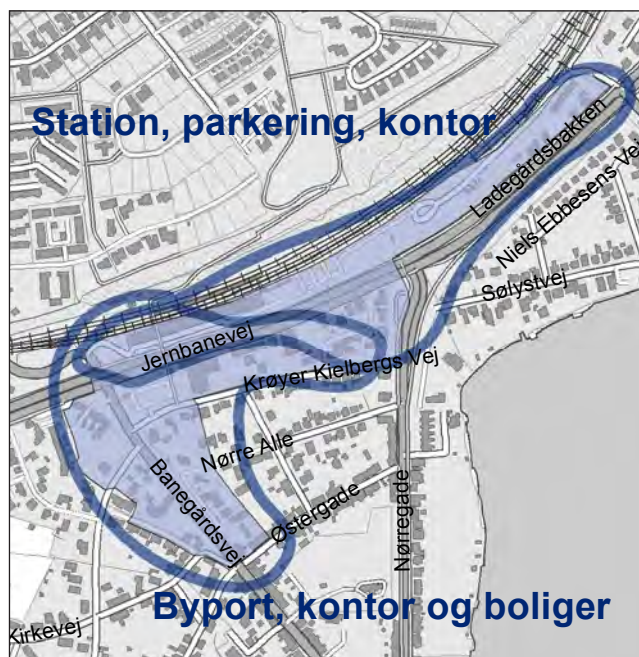 Station, parkering, kontor
Ladegårdsbakken
Niels Ebbesens Vej
Sølystvej
Jernbanevej
Krøyer Kielbergs Vej
Nørre Alle
Banegårdsvej
Østergade
Nørregade
Byport, kontor og boliger
Kirkevej